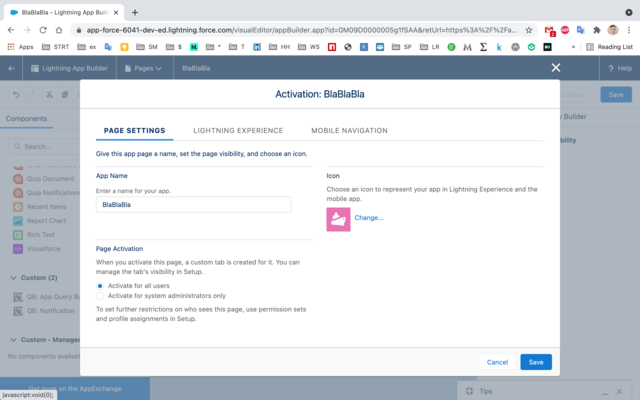 BlaBlaBla – Lightning App Buil
app-force-6041-dev-ed.lightning.force.com/visualEditor/appBuilder.app?id=0M09D0000005g1fSAA&retUrl=https%3A%2F%2Fa...
Apps STRT ex SM $ M * T HH WS SP LR Reading List
Lightning App Builder Pages BlaBlaBla ? Help
Save
Activation: BlaBlaBla
Components
Search...
Quip Document
Quip Notifications
Recent Items
Report Chart
Rich Text
Visualforce
Custom (2)
QB: App Query Bu
QB: Notification
Custom - Managed
No components available
Get more on the AppExchange
PAGE SETTINGS LIGHTNING EXPERIENCE MOBILE NAVIGATION
Give this app page a name, set the page visibility, and choose an icon.
App Name
Enter a name for your app.
BlaBlaBla
Icon
Choose an icon to represent your app in Lightning Experience and the
mobile app.
Change...
Page Activation
When you activate this page, a custom tab is created for it. You can
manage the tab's visibility in Setup.
Activate for all users
Activate for system administrators only
To set further restrictions on who sees this page, use permission sets
and profile assignments in Setup.
Cancel Save
Builder
Tips
javascript:void(0);